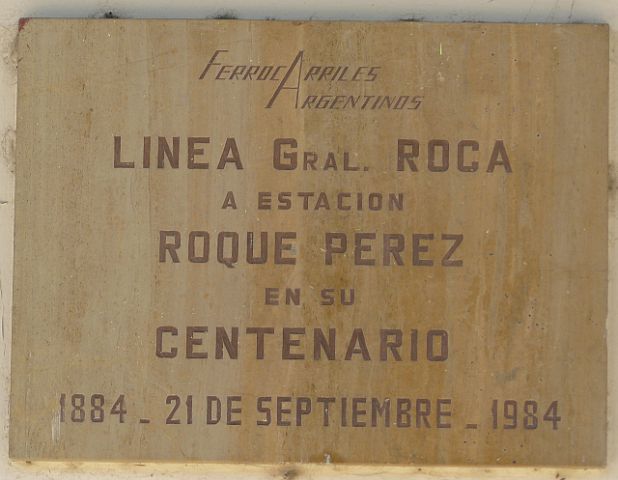 FERROCARRILES
ARGENTINOS
LINEA GRAL. ROCA
A ESTACION
ROQUE PEREZ
EN SU
CENTENARIO
1884 - 21 DE SEPTIEMBRE - 1984